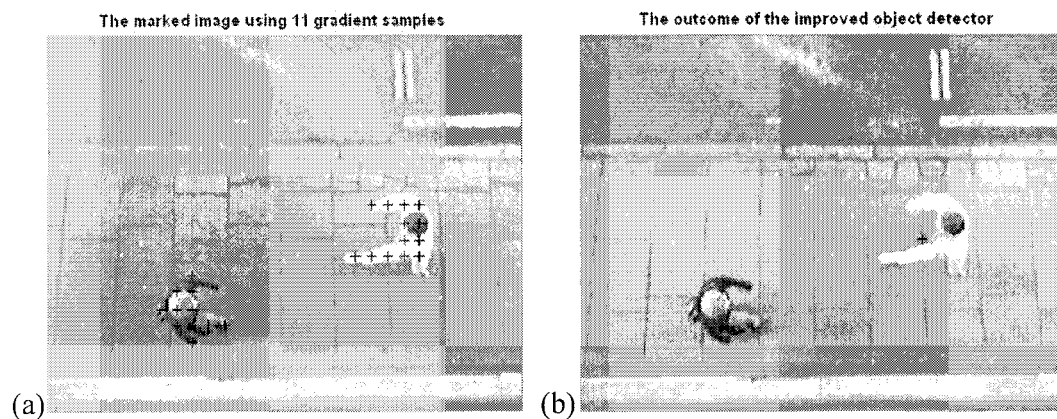 The marked image using 11 gradient samples
The outcome of the improved object detector
(a)
(b)